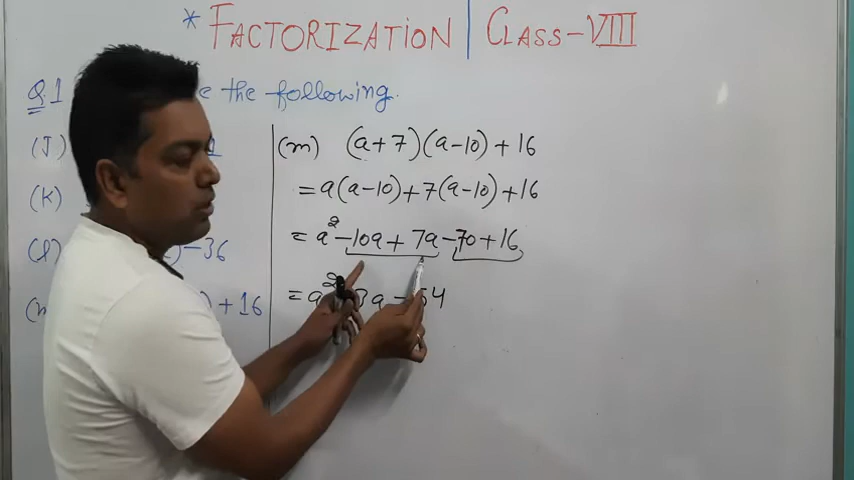 * FACTORIZATION | CLASS-VIII
Q.1 the following.
(J) 1
(K)
(l) )-36
(m ) + 16
(m) (a+7)(a-10)+16
= a(a-10)+7(a-10)+16
= a² -10a + 7a -70+16
= a² 3a - 54